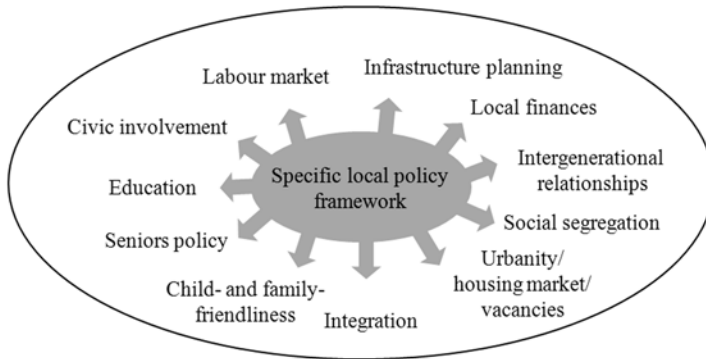 Labour market
Infrastructure planning
Local finances
Civic involvement
Intergenerational
relationships
Specific local policy
framework
Education
Social segregation
Seniors policy
Urbanity/
housing market/
vacancies
Child- and family-
friendliness
Integration